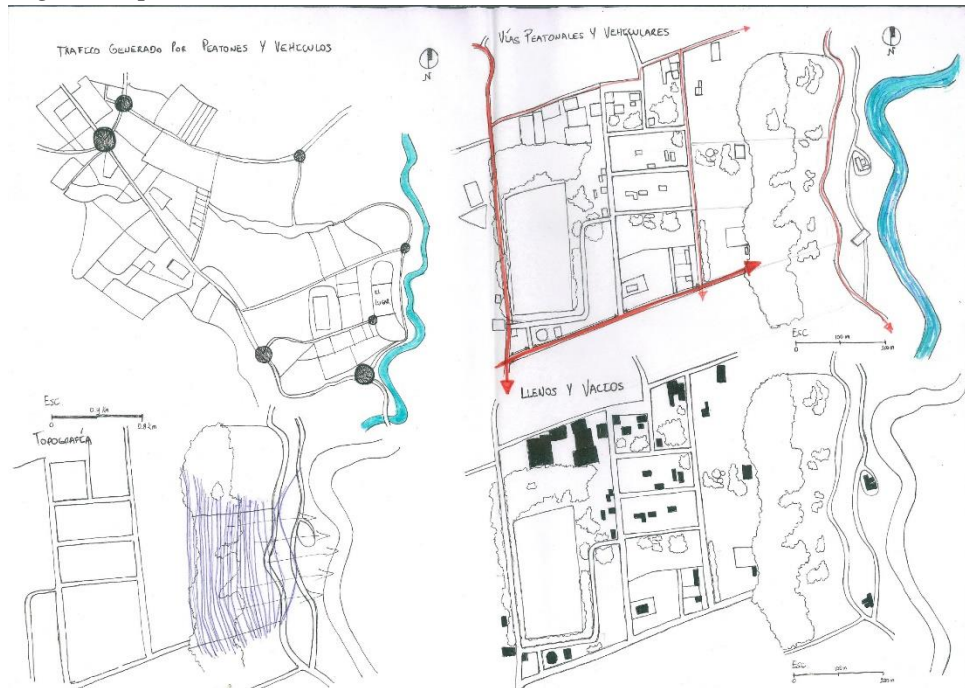 TRAFICO GENERADO POR PEATONES Y VEHICULOS
N
EL
LUGAR
ESC
0
VÍAS PEATONALES Y VEHICULARES
N
ESC
0
100 m
200 m
TOPOGRAFÍA
LLENOS Y VACIOS
ESC
0
200 m